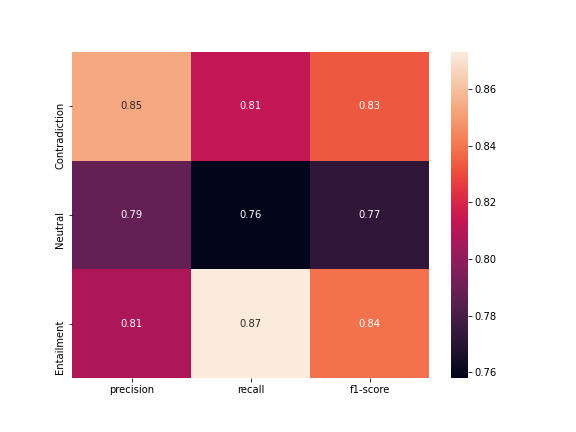 Contradiction
0.85 0.81 0.83
Neutral
0.79 0.76 0.77
Entailment
0.81 0.87 0.84
precision recall f1-score
0.86
0.84
0.82
0.80
0.78
0.76